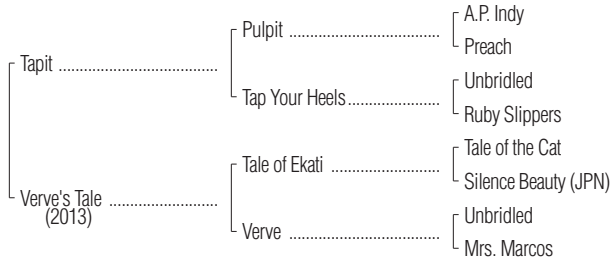 A.P. Indy
Pulpit
Preach
Tapit
Unbridled
Tap Your Heels
Ruby Slippers
Tale of the Cat
Tale of Ekati
Silence Beauty (JPN)
Verve's Tale
(2013)
Unbridled
Verve
Mrs. Marcos